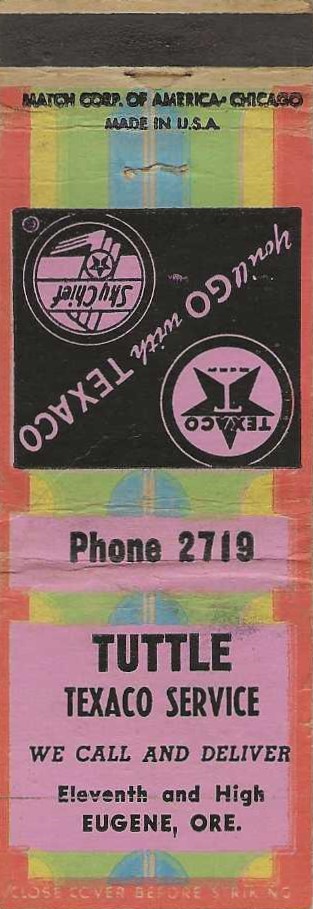 MATCH CORP. OF AMERICA, CHICAGO
MADE IN U.S.A.
You'll GO with TEXACO
Sky Chief
TEXACO
T
Phone 2719
TUTTLE
TEXACO SERVICE
WE CALL AND DELIVER
Eleventh and High
EUGENE, ORE.
CLOSE COVER BEFORE STRIKING